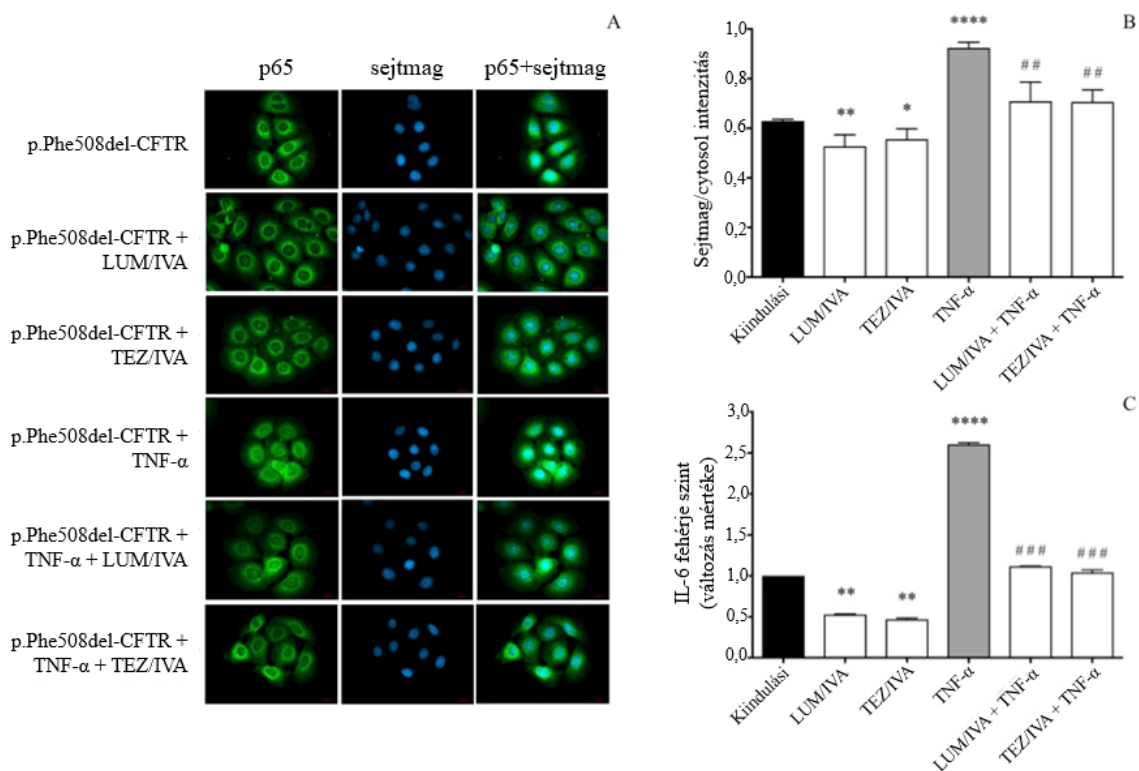 A
p65
sejtmag
p65+sejtmag
p.Phe508del-CFTR
p.Phe508del-CFTR +
LUM/IVA
p.Phe508del-CFTR +
TEZ/IVA
p.Phe508del-CFTR +
TNF-α
p.Phe508del-CFTR +
TNF-α + LUM/IVA
p.Phe508del-CFTR +
TNF-α + TEZ/IVA
B
Sejtmag/cytosol intenzitás
1,0
0,8
0,6
0,4
0,2
0,0
**
*
****
##
##
Kiindulási
LUM/IVA
TEZ/IVA
TNF-α
LUM/IVA + TNF-α
TEZ/IVA + TNF-α
C
IL-6 fehérje szint
(változás mértéke)
3,0
2,5
2,0
1,5
1,0
0,5
0,0
**
**
****
###
###
Kiindulási
LUM/IVA
TEZ/IVA
TNF-α
LUM/IVA + TNF-α
TEZ/IVA + TNF-α